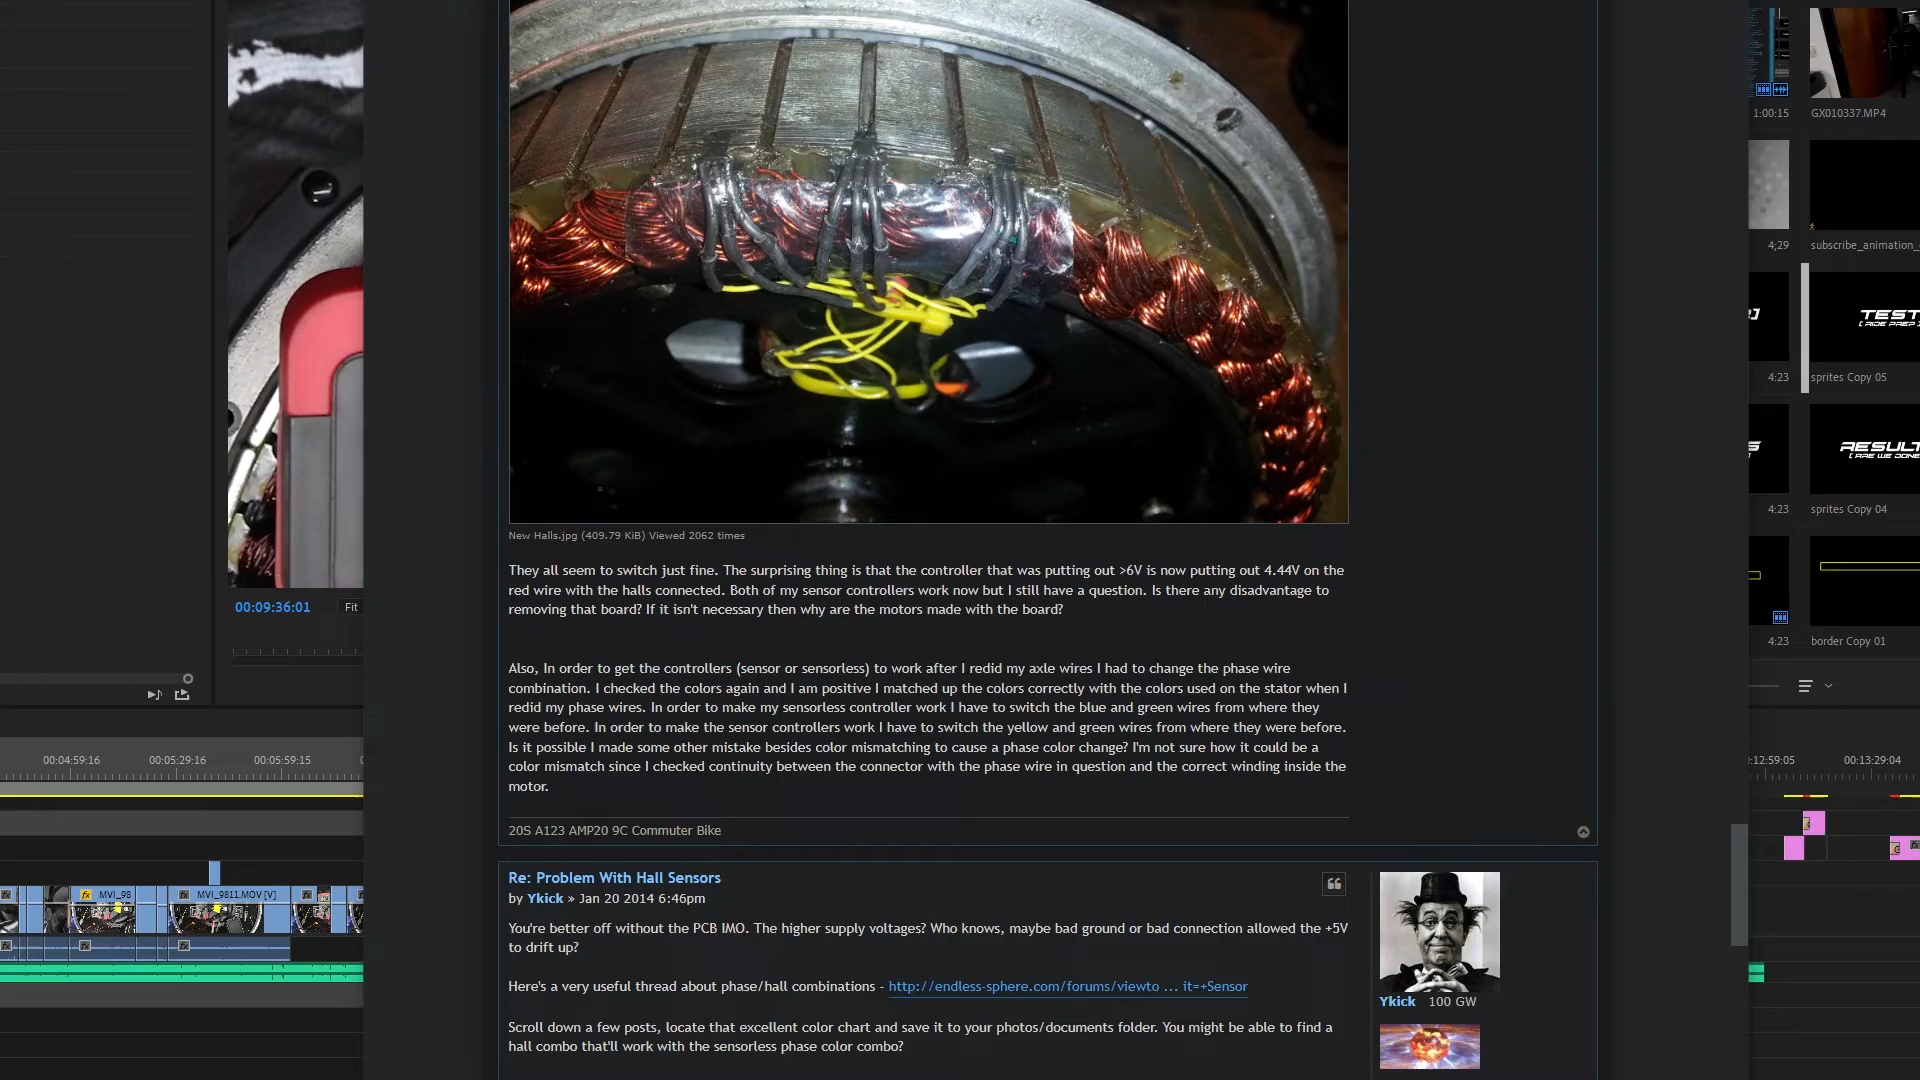 1:00:15
GX010337.MP4
4;29
subscribe_animation_
TEST
[ RIDE PREP ]
4:23
sprites Copy 05
RESULT
[ ARE WE DONE
4:23
sprites Copy 04
4:23
border Copy 01
00:09:36:01
Fit
New Halls.jpg (409.79 KiB) Viewed 2062 times
They all seem to switch just fine. The surprising thing is that the controller that was putting out >6V is now putting out 4.44V on the
red wire with the halls connected. Both of my sensor controllers work now but I still have a question. Is there any disadvantage to
removing that board? If it isn't necessary then why are the motors made with the board?
Also, In order to get the controllers (sensor or sensorless) to work after I redid my axle wires I had to change the phase wire
combination. I checked the colors again and I am positive I matched up the colors correctly with the colors used on the stator when I
redid my phase wires. In order to make my sensorless controller work I have to switch the blue and green wires from where they
were before. In order to make the sensor controllers work I have to switch the yellow and green wires from where they were before.
Is it possible I made some other mistake besides color mismatching to cause a phase color change? I'm not sure how it could be a
color mismatch since I checked continuity between the connector with the phase wire in question and the correct winding inside the
motor.
20S A123 AMP20 9C Commuter Bike
00:04:59:16
00:05:29:16
00:05:59:15
:12:59:05
00:13:29:04
fx
MVI_98
fx
MVI_9811.MOV [V]
fx
Re: Problem With Hall Sensors
by Ykick » Jan 20 2014 6:46pm
You're better off without the PCB IMO. The higher supply voltages? Who knows, maybe bad ground or bad connection allowed the +5V
to drift up?
Here's a very useful thread about phase/hall combinations - http://endless-sphere.com/forums/viewto ... it=+Sensor
Scroll down a few posts, locate that excellent color chart and save it to your photos/documents folder. You might be able to find a
hall combo that'll work with the sensorless phase color combo?
Ykick 100 GW